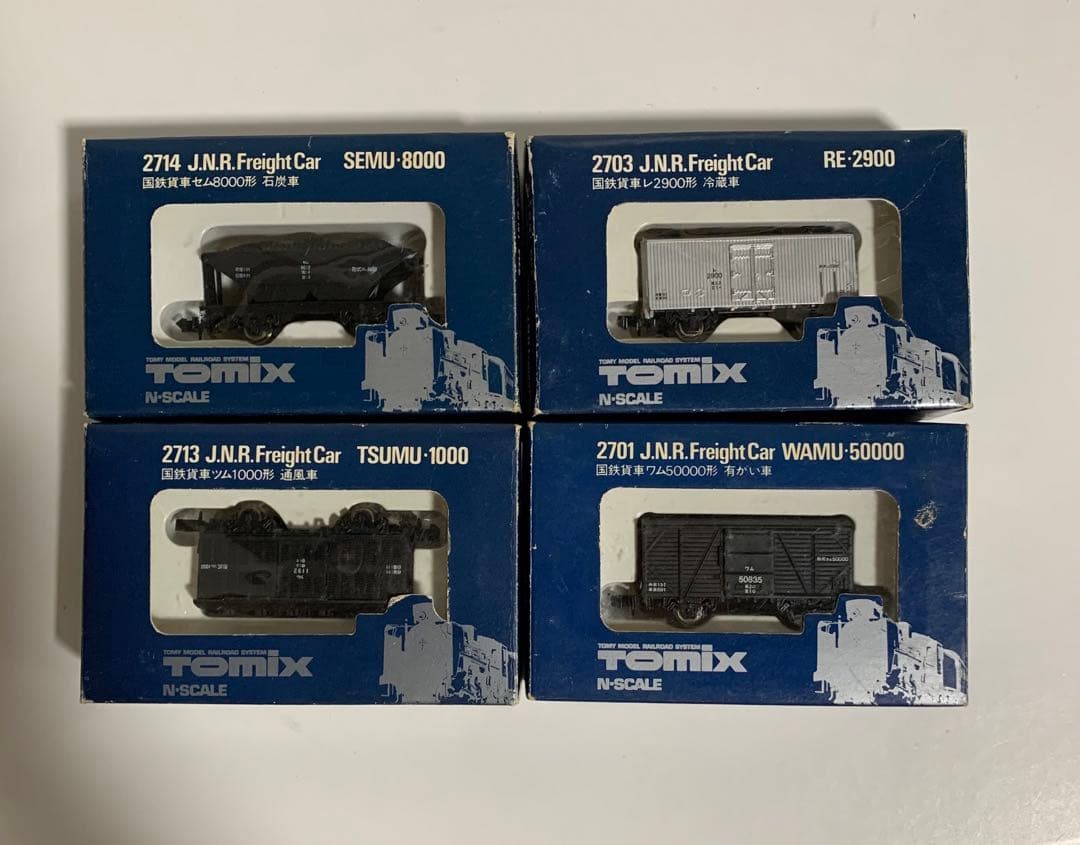 2714 J.N.R.Freight Car SEMU·8000
国鉄貨車セム8000形 石炭車
TOMY MODEL RAILROAD SYSTEM
TOMIX
N·SCALE
2703 J.N.R.Freight Car RE·2900
国鉄貨車レ2900形 冷蔵車
2900
TOMY MODEL RAILROAD SYSTEM
TOMIX
N·SCALE
2713 J.N.R.Freight Car TSUMU·1000
国鉄貨車ツム1000形 通風車
1192
TOMY MODEL RAILROAD SYSTEM
TOMIX
N·SCALE
2701 J.N.R.Freight Car WAMU·50000
国鉄貨車ワム50000形 有がい車
ワム
50835
TOMY MODEL RAILROAD SYSTEM
TOMIX
N·SCALE